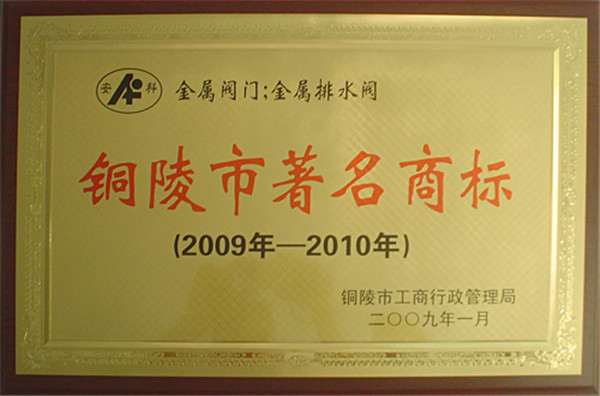 安 科 金属阀门;金属排水阀
铜陵市著名商标
(2009年—2010年)
铜陵市工商行政管理局
二〇〇九年一月